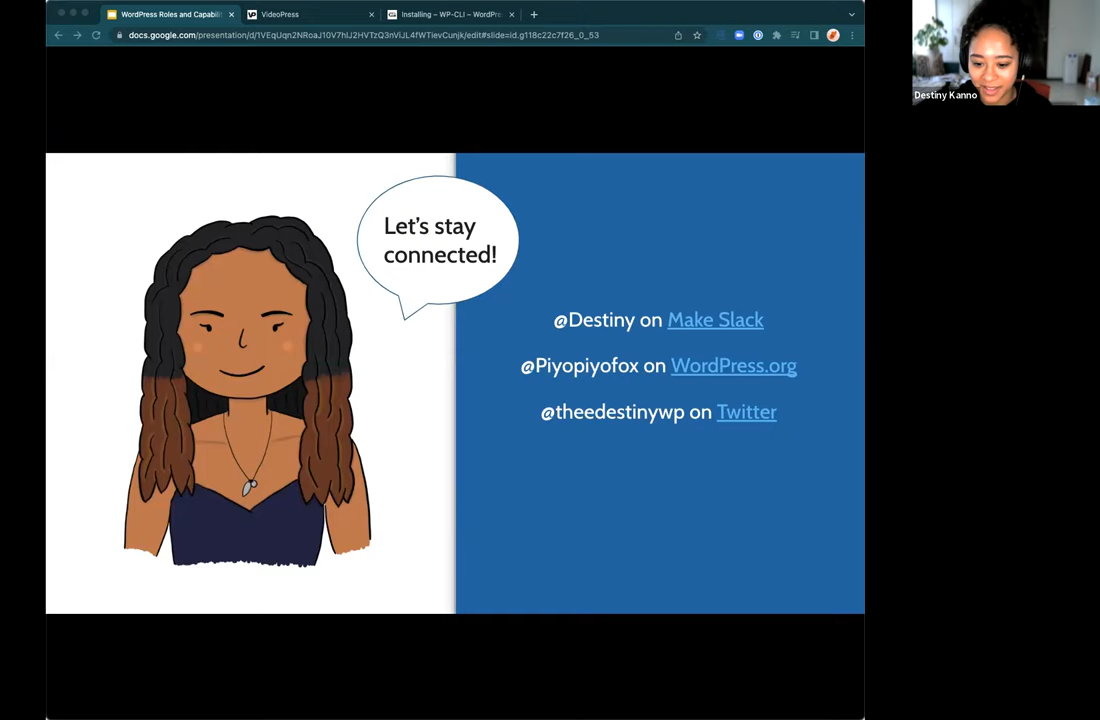 WordPress Roles and Capabili
VideoPress
Installing – WP-CLI – WordPre
docs.google.com/presentation/d/1VEqUqn2NRoaJ10V7hIJ2HVTzQ3nViJL4fWTievCunjk/edit#slide=id.g118c22c7f26_0_53
Destiny Kanno
Let's stay
connected!
@Destiny on Make Slack
@Piyopiyofox on WordPress.org
@theedestinywp on Twitter